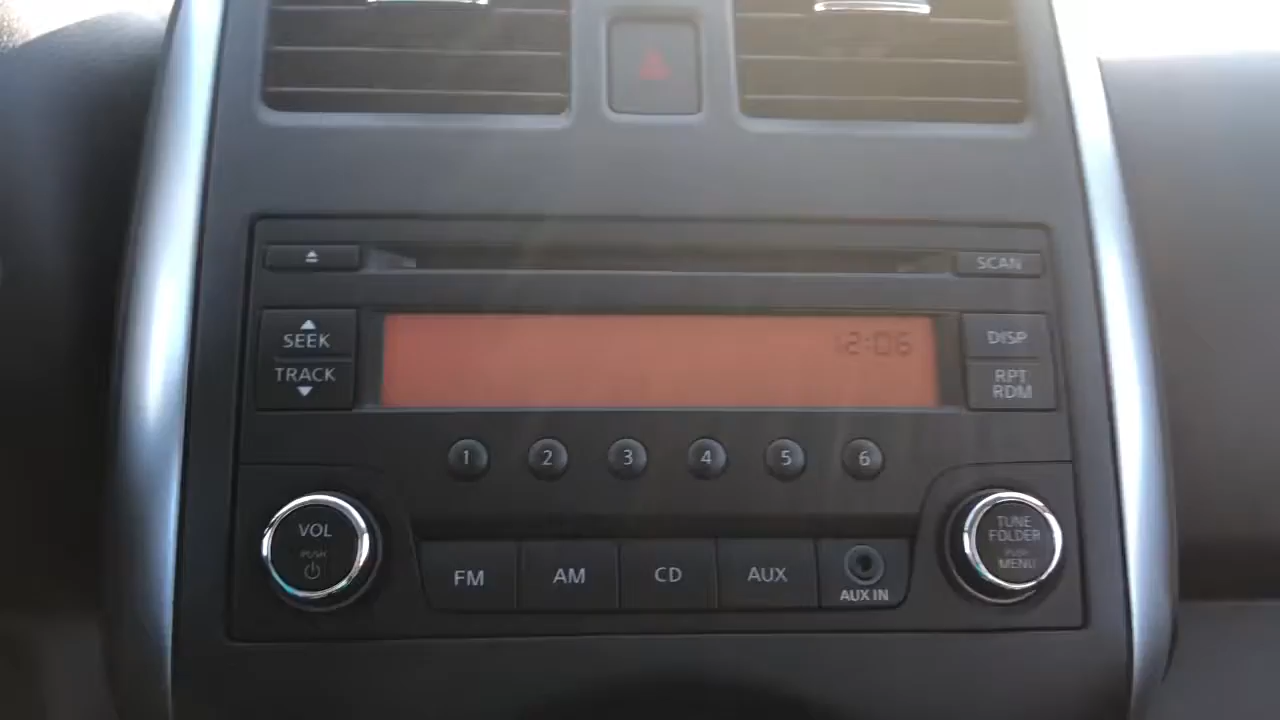 SCAN
SEEK
TRACK
12:06
DISP
RPT
RDM
1 2 3 4 5 6
VOL
PUSH
TUNE
FOLDER
PUSH
MENU
FM AM CD AUX
AUX IN